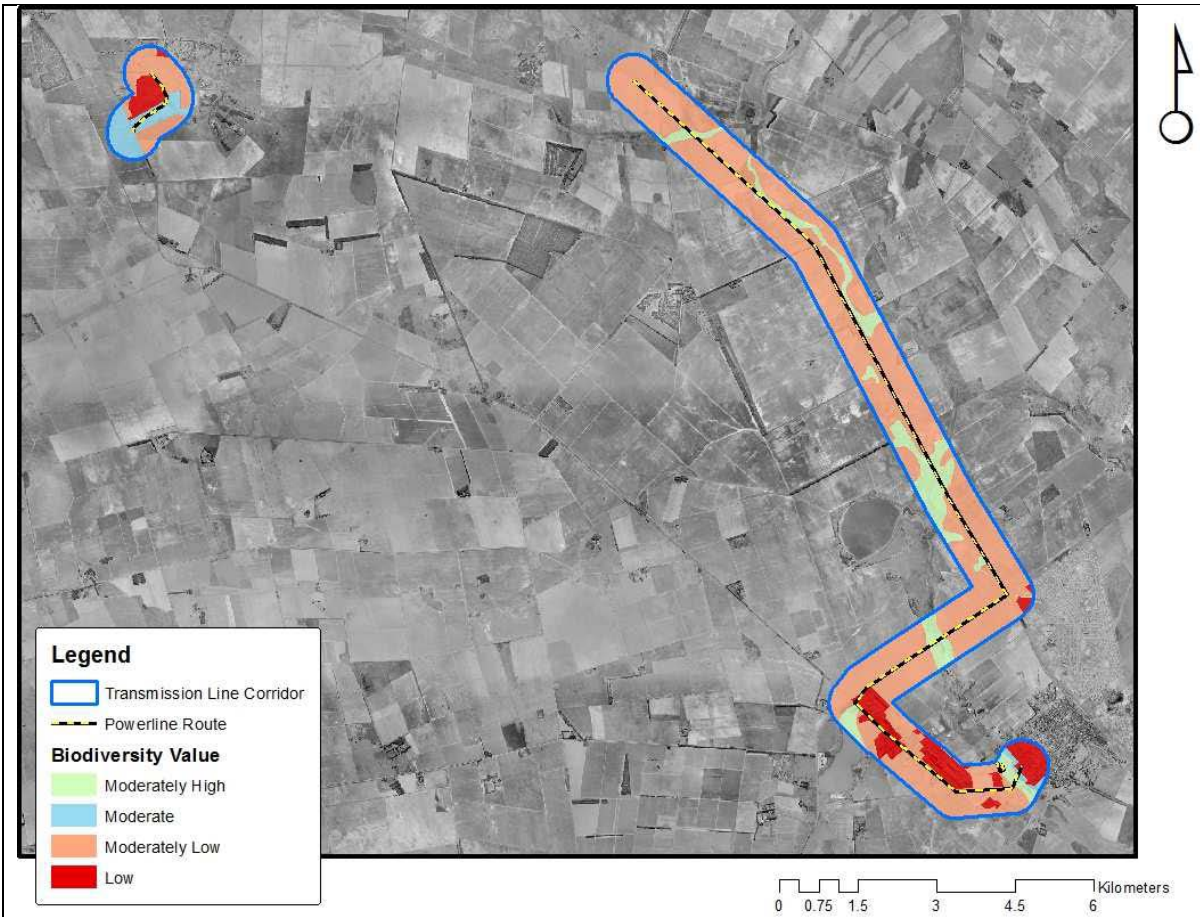 Legend
Transmission Line Corridor
Powerline Route
Biodiversity Value
Moderately High
Moderate
Moderately Low
Low
Kilometers
0 0.75 1.5 3 4.5 6